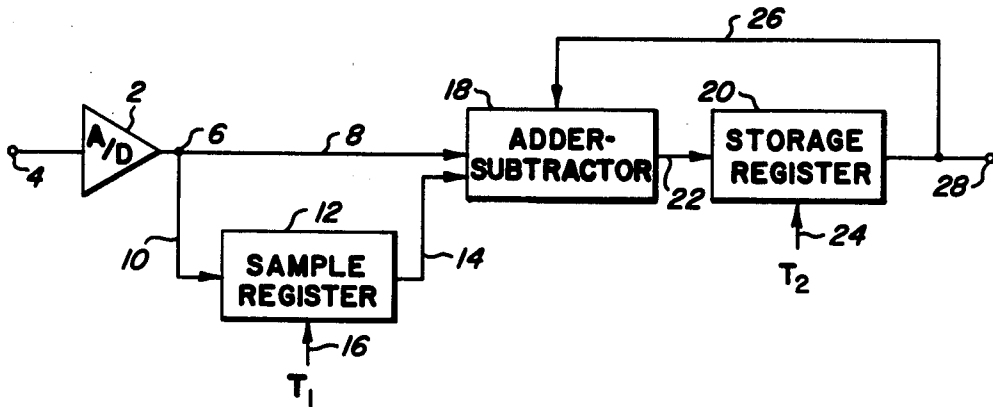 26
2
18
20
A/D
6
8
ADDER-
SUBTRACTOR
STORAGE
REGISTER
4
22
28
12
10
14
24
SAMPLE
REGISTER
T2
16
T1